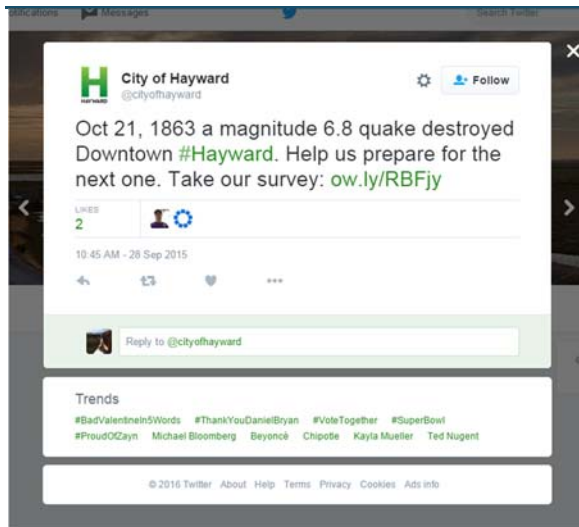 Notifications Messages Search Twitter
City of Hayward
@cityofhayward
Follow
HAYWARD
Oct 21, 1863 a magnitude 6.8 quake destroyed
Downtown #Hayward. Help us prepare for the
next one. Take our survey: ow.ly/RBFjy
LIKES
2
10:45 AM - 28 Sep 2015
Reply to @cityofhayward
Trends
#BadValentineIn5Words #ThankYouDanielBryan #VoteTogether #SuperBowl
#ProudOfZayn Michael Bloomberg Beyoncé Chipotle Kayla Mueller Ted Nugent
© 2016 Twitter About Help Terms Privacy Cookies Ads info